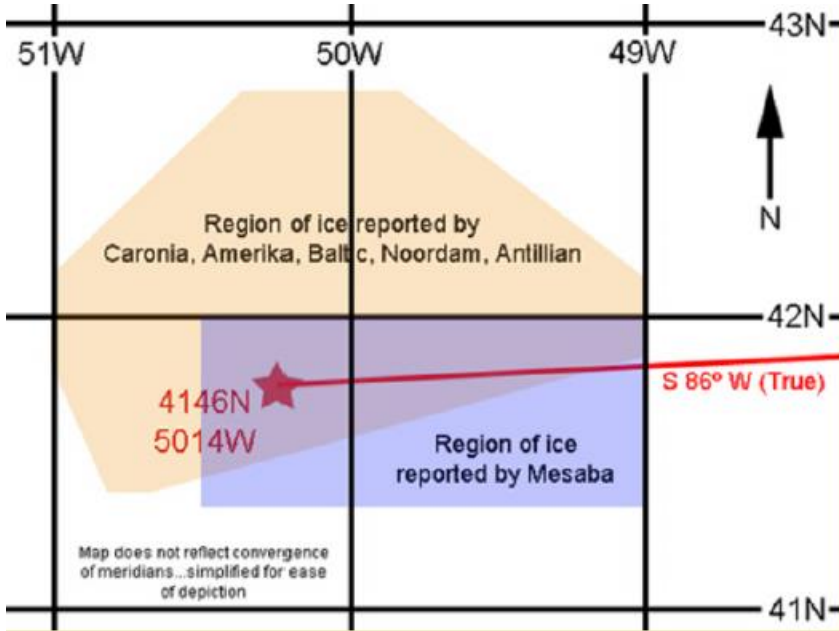 43N
51W 50W 49W
N
Region of ice reported by
Caronia, Amerika, Baltic, Noordam, Antillian
42N
S 86º W (True)
4146N
5014W
Region of ice
reported by Mesaba
Map does not reflect convergence
of meridians...simplified for ease
of depiction
41N